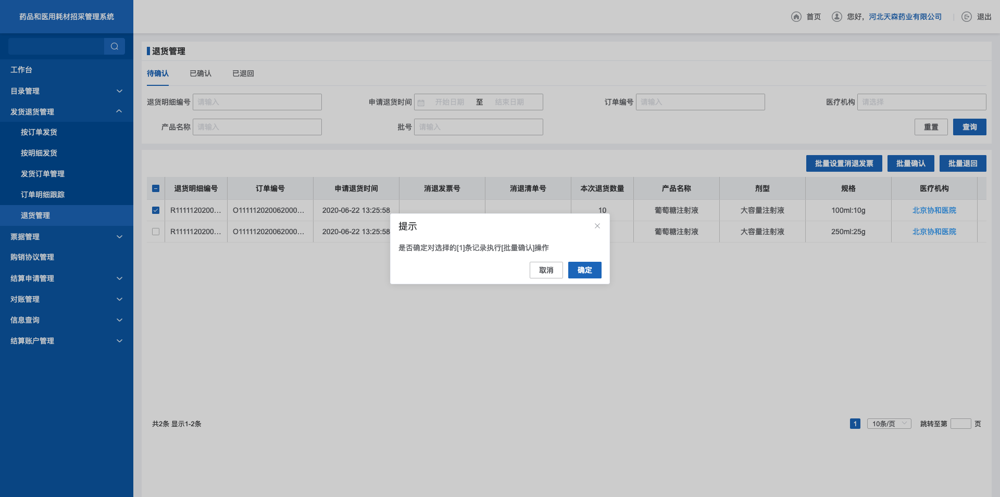 药品和医用耗材招采管理系统
首页 您好，河北天森药业有限公司 退出
工作台
目录管理
发货退货管理
按订单发货
按明细发货
发货订单管理
订单明细跟踪
退货管理
票据管理
购销协议管理
结算申请管理
对账管理
信息查询
结算账户管理
退货管理
待确认 已确认 已退回
退货明细编号 请输入 申请退货时间 开始日期 至 结束日期 订单编号 请输入 医疗机构 请选择
产品名称 请输入 批号 请输入 重置 查询
批量设置消退发票 批量确认 批量退回
退货明细编号 订单编号 申请退货时间 消退发票号 消退清单号 本次退货数量 产品名称 剂型 规格 医疗机构
R1111120200... O111112020062000... 2020-06-22 13:25:58 10 葡萄糖注射液 大容量注射液 100ml:10g 北京协和医院
R1111120200... O111112020062000... 2020-06-22 13:25:58 葡萄糖注射液 大容量注射液 250ml:25g 北京协和医院
提示
是否确定对选择的[1]条记录执行[批量确认]操作
取消 确定
共2条 显示1-2条 1 10条/页 跳转至第 页